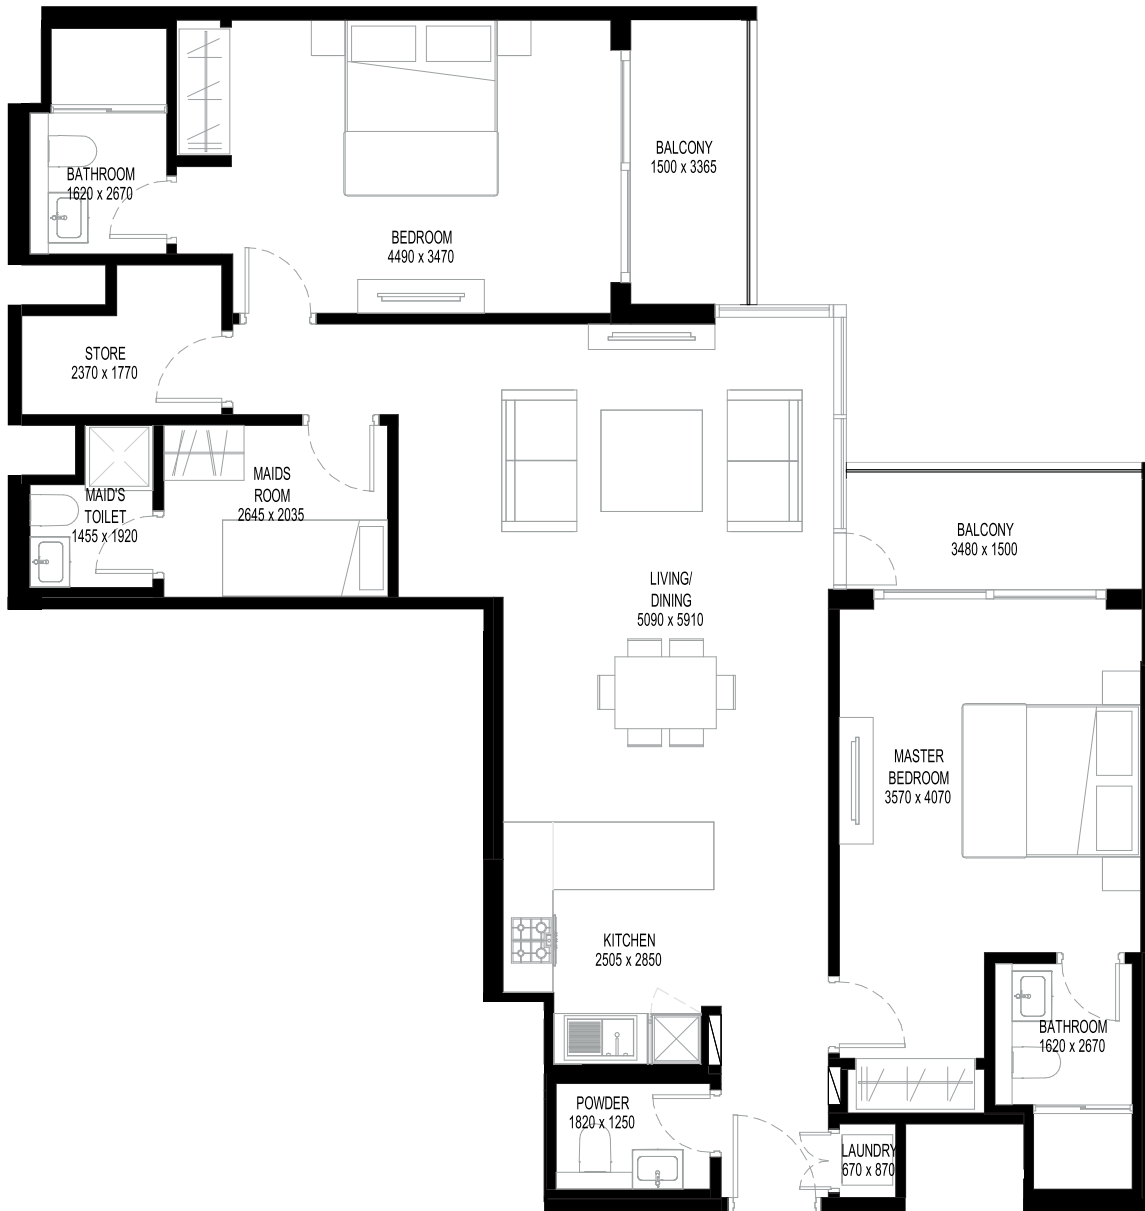 BALCONY
1500 x 3365
BATHROOM
1620 x 2670
BEDROOM
4490 x 3470
STORE
2370 x 1770
MAIDS
ROOM
2645 x 2035
MAID'S
TOILET
1455 x 1920
BALCONY
3480 x 1500
LIVING/
DINING
5090 x 5910
MASTER
BEDROOM
3570 x 4070
KITCHEN
2505 x 2850
BATHROOM
1620 x 2670
POWDER
1820 x 1250
LAUNDRY
670 x 870